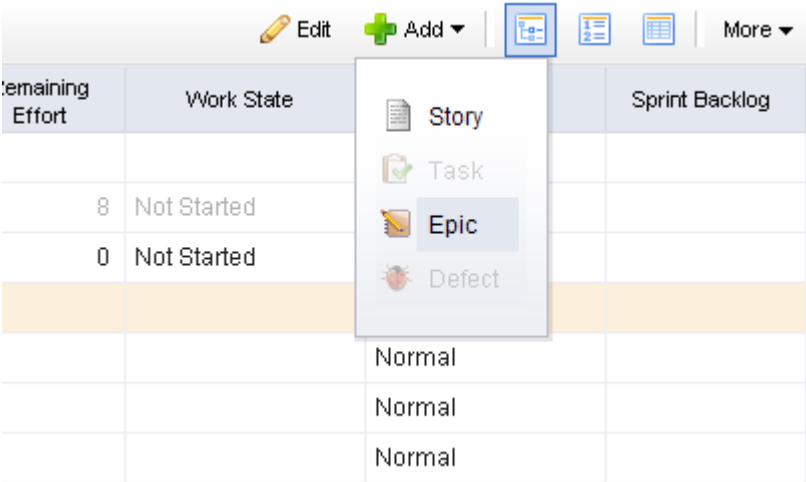 Edit Add More
Remaining Effort Work State Sprint Backlog
Story
Task
8 Not Started
Epic
0 Not Started
Defect
Normal
Normal
Normal